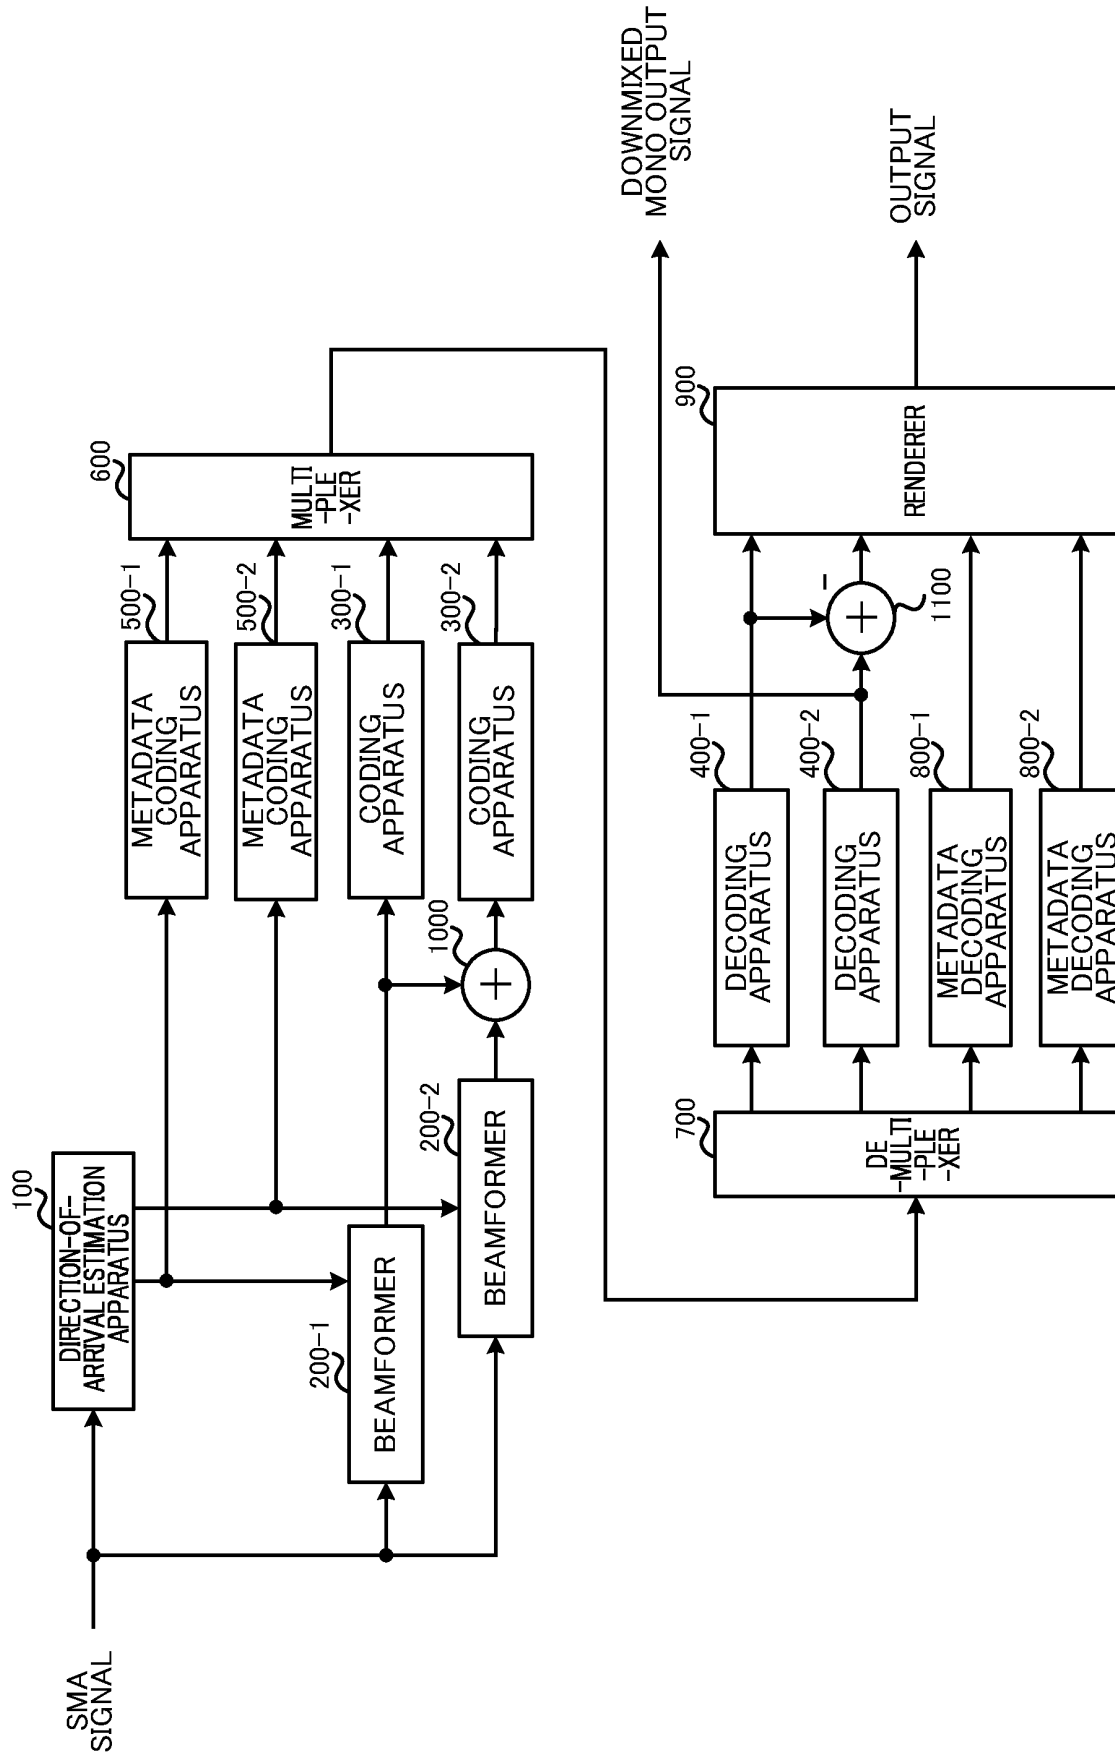 SMA
SIGNAL
100
DIRECTION-OF-
ARRIVAL ESTIMATION
APPARATUS
200-1
BEAMFORMER
200-2
BEAMFORMER
1000
+
500-1
METADATA
CODING
APPARATUS
500-2
METADATA
CODING
APPARATUS
300-1
CODING
APPARATUS
300-2
CODING
APPARATUS
600
MULTI
-PLE
-XER
700
DE
-MULTI
-PLE
-XER
400-1
DECODING
APPARATUS
400-2
DECODING
APPARATUS
800-1
METADATA
DECODING
APPARATUS
800-2
METADATA
DECODING
APPARATUS
+
-
1100
900
RENDERER
DOWNMIXED
MONO OUTPUT
SIGNAL
OUTPUT
SIGNAL